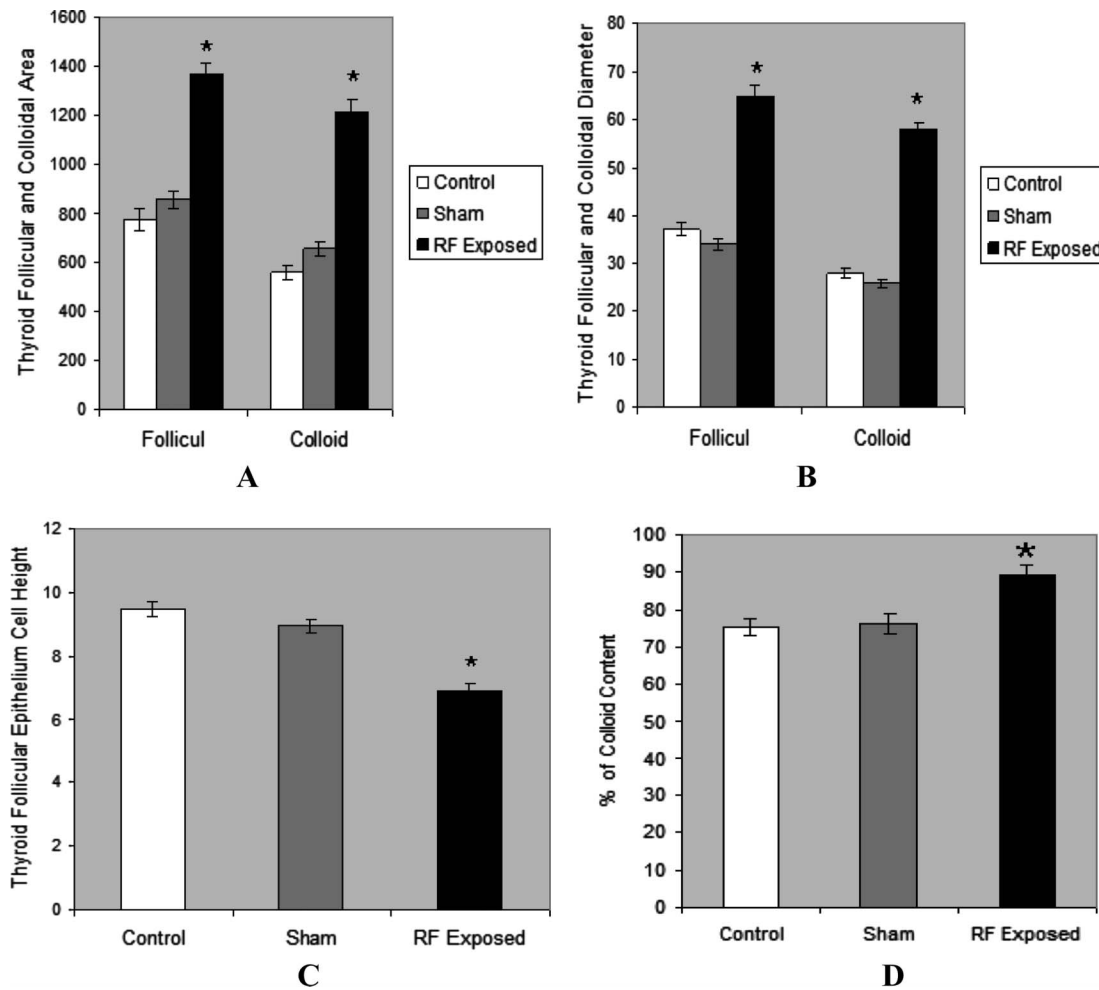 Thyroid Follicular and Colloidal Area
1600
1400
1200
1000
800
600
400
200
0
*
*
Follicul
Colloid
Control
Sham
RF Exposed
A
Thyroid Follicular and Colloidal Diameter
80
70
60
50
40
30
20
10
0
*
*
Follicul
Colloid
Control
Sham
RF Exposed
B
Thyroid Follicular Epithelium Cell Height
12
10
8
6
4
2
0
*
Control
Sham
RF Exposed
C
% of Colloid Content
100
90
80
70
60
50
40
30
20
10
0
*
Control
Sham
RF Exposed
D